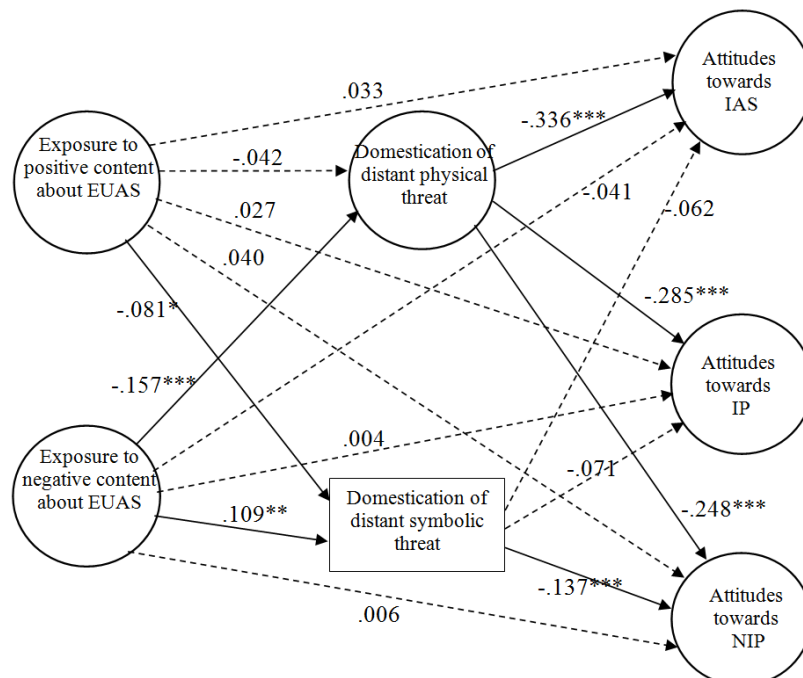 Attitudes
towards
IAS
.033
-.336***
Exposure to
positive content
about EUAS
-.042
Domestication of
distant physical
threat
-.041
-.062
.027
.040
-.081*
-.285***
Attitudes
towards
IP
-.157***
.004
Exposure to
negative content
about EUAS
-.071
Domestication of
distant symbolic
threat
.109**
-.248***
-.137***
Attitudes
towards
NIP
.006